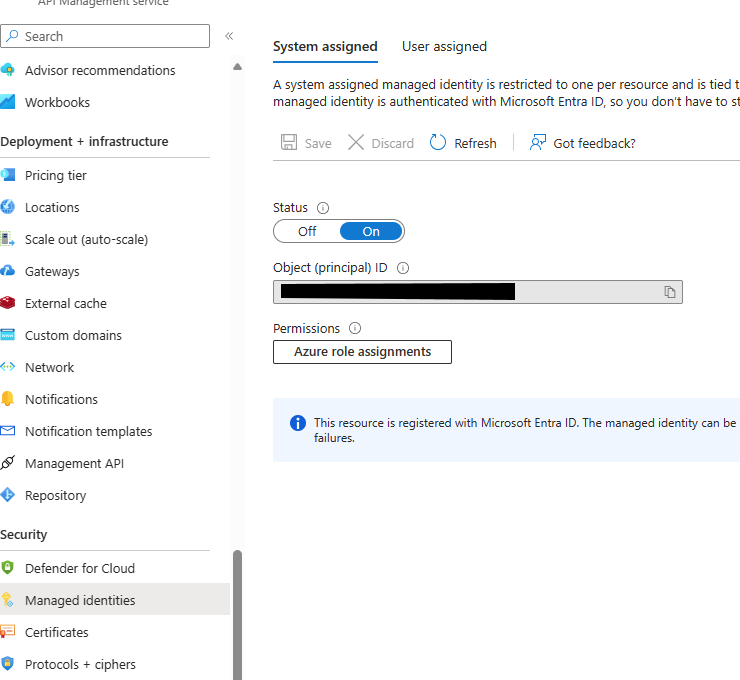 API Management service
Search
«
Advisor recommendations
Workbooks
Deployment + infrastructure
Pricing tier
Locations
Scale out (auto-scale)
Gateways
External cache
Custom domains
Network
Notifications
Notification templates
Management API
Repository
Security
Defender for Cloud
Managed identities
Certificates
Protocols + ciphers
System assigned User assigned
A system assigned managed identity is restricted to one per resource and is tied t
managed identity is authenticated with Microsoft Entra ID, so you don't have to st
Save Discard Refresh Got feedback?
Status
Off On
Object (principal) ID
Permissions
Azure role assignments
This resource is registered with Microsoft Entra ID. The managed identity can be
failures.